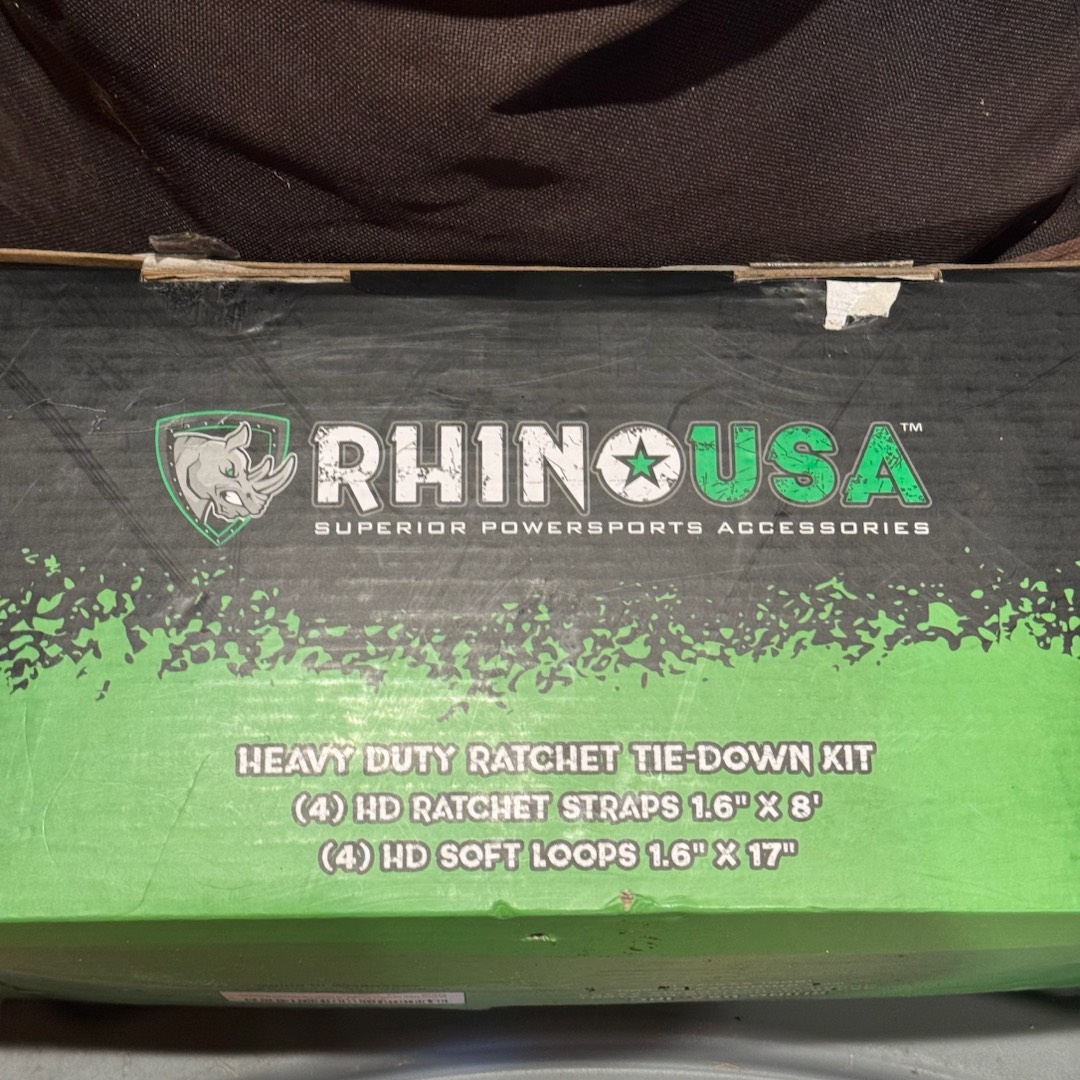 RHINOUSA™
SUPERIOR POWERSPORTS ACCESSORIES
HEAVY DUTY RATCHET TIE-DOWN KIT
(4) HD RATCHET STRAPS 1.6" X 8'
(4) HD SOFT LOOPS 1.6" X 17"